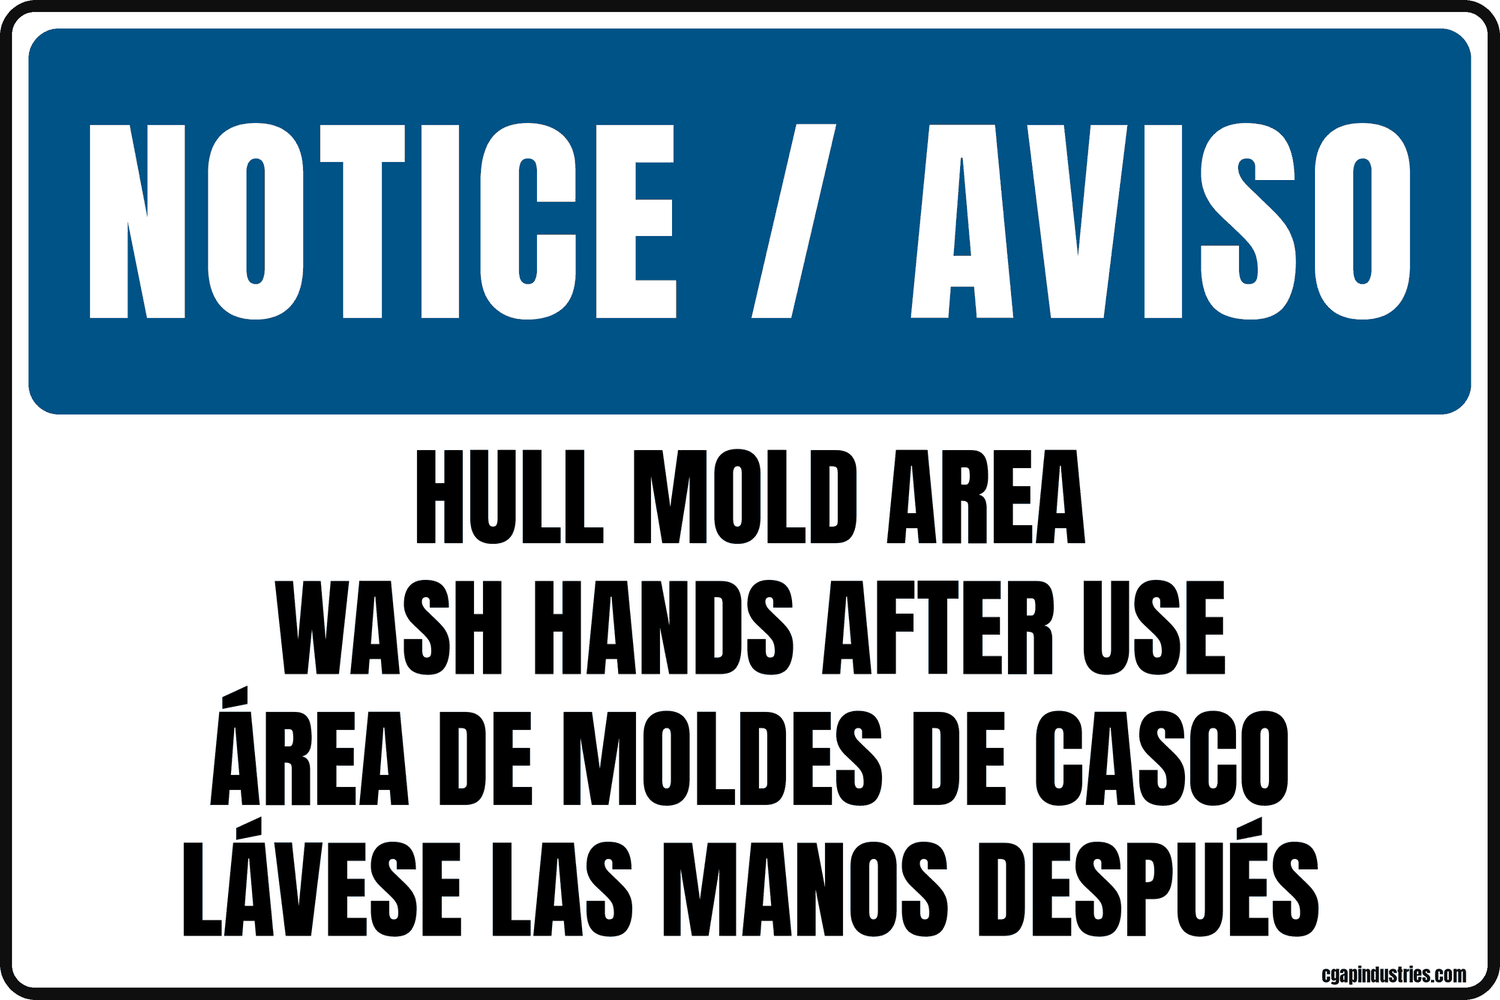 NOTICE / AVISO
HULL MOLD AREA
WASH HANDS AFTER USE
ÁREA DE MOLDES DE CASCO
LÁVESE LAS MANOS DESPUÉS
cgapindustries.com